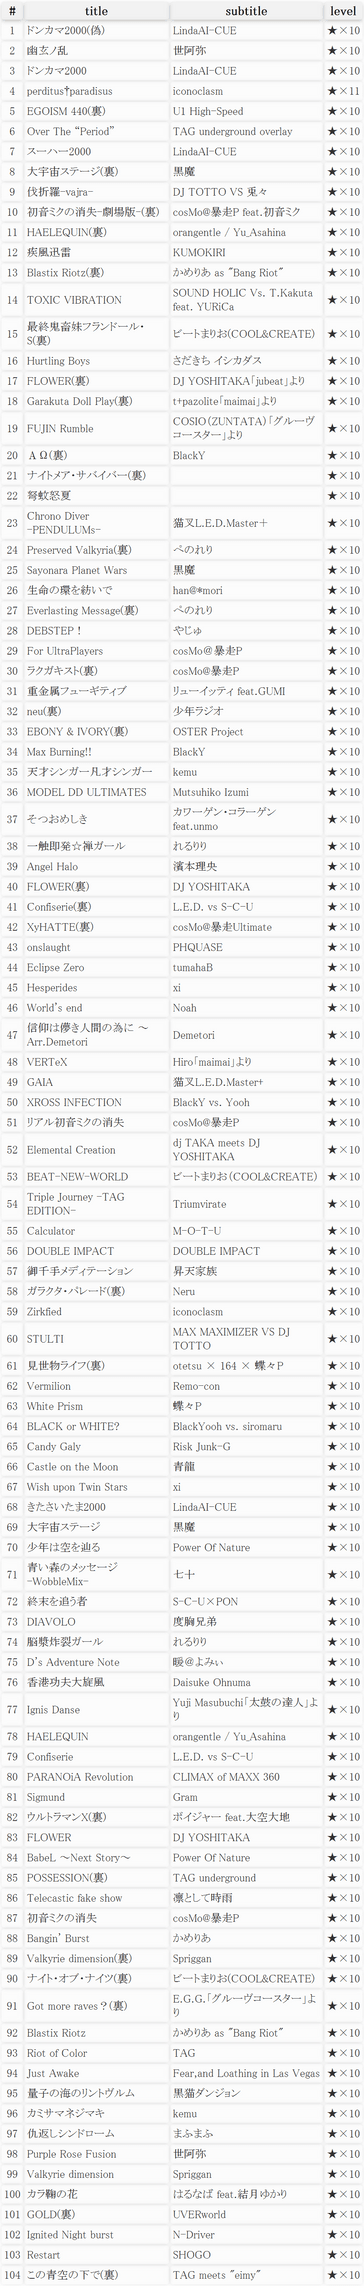 # title subtitle level
1 ドンカマ2000(偽) LindaAI-CUE ★×10
2 幽玄ノ乱 世阿弥 ★×10
3 ドンカマ2000 LindaAI-CUE ★×10
4 perditus†paradisus iconoclasm ★×11
5 EGOISM 440(裏) U1 High-Speed ★×10
6 Over The “Period” TAG underground overlay ★×10
7 スーハー2000 LindaAI-CUE ★×10
8 大宇宙ステージ(裏) 黒魔 ★×10
9 伐折羅-vajra- DJ TOTTO VS 兎々 ★×10
10 初音ミクの消失-劇場版-(裏) cosMo@暴走P feat.初音ミク ★×10
11 HAELEQUIN(裏) orangentle / Yu_Asahina ★×10
12 疾風迅雷 KUMOKIRI ★×10
13 Blastix Riotz(裏) かめりあ as "Bang Riot" ★×10
14 TOXIC VIBRATION SOUND HOLIC Vs. T.Kakuta
feat. YURiCa ★×10
15 最終鬼畜妹フランドール・
S(裏) ビートまりお(COOL&CREATE) ★×10
16 Hurtling Boys さだきち イシカダス ★×10
17 FLOWER(裏) DJ YOSHITAKA「jubeat」より ★×10
18 Garakuta Doll Play(裏) t+pazolite「maimai」より ★×10
19 FUJIN Rumble COSIO(ZUNTATA)「グルーヴ
コースター」より ★×10
20 ΑΩ(裏) BlackY ★×10
21 ナイトメア・サバイバー(裏) ★×10
22 弩蚊怒夏 ★×10
23 Chrono Diver
-PENDULUMs- 猫叉L.E.D.Master＋ ★×10
24 Preserved Valkyria(裏) ぺのれり ★×10
25 Sayonara Planet Wars 黒魔 ★×10
26 生命の環を紡いで han@*mori ★×10
27 Everlasting Message(裏) ぺのれり ★×10
28 DEBSTEP！ やじゅ ★×10
29 For UltraPlayers cosMo＠暴走P ★×10
30 ラクガキスト(裏) cosMo@暴走P ★×10
31 重金属フューギティブ リューイッティ feat.GUMI ★×10
32 neu(裏) 少年ラジオ ★×10
33 EBONY & IVORY(裏) OSTER Project ★×10
34 Max Burning!! BlackY ★×10
35 天才シンガー凡才シンガー kemu ★×10
36 MODEL DD ULTIMATES Mutsuhiko Izumi ★×10
37 そつおめしき カワーゲン・コラーゲン
feat.unmo ★×10
38 一触即発☆禅ガール れるりり ★×10
39 Angel Halo 濱本理央 ★×10
40 FLOWER(裏) DJ YOSHITAKA ★×10
41 Confiserie(裏) L.E.D. vs S-C-U ★×10
42 XyHATTE(裏) cosMo@暴走Ultimate ★×10
43 onslaught PHQUASE ★×10
44 Eclipse Zero tumahaB ★×10
45 Hesperides xi ★×10
46 World's end Noah ★×10
47 信仰は儚き人間の為に ～
Arr.Demetori Demetori ★×10
48 VERTeX Hiro「maimai」より ★×10
49 GAIA 猫叉L.E.D.Master+ ★×10
50 XROSS INFECTION BlackY vs. Yooh ★×10
51 リアル初音ミクの消失 cosMo@暴走P ★×10
52 Elemental Creation dj TAKA meets DJ
YOSHITAKA ★×10
53 BEAT-NEW-WORLD ビートまりお(COOL&CREATE) ★×10
54 Triple Journey -TAG
EDITION- Triumvirate ★×10
55 Calculator M-O-T-U ★×10
56 DOUBLE IMPACT DOUBLE IMPACT ★×10
57 御千手メディテーション 昇天家族 ★×10
58 ガラクタ・パレード(裏) Neru ★×10
59 Zirkfied iconoclasm ★×10
60 STULTI MAX MAXIMIZER VS DJ
TOTTO ★×10
61 見世物ライフ(裏) otetsu × 164 × 蝶々P ★×10
62 Vermilion Remo-con ★×10
63 White Prism 蝶々P ★×10
64 BLACK or WHITE? BlackYooh vs. siromaru ★×10
65 Candy Galy Risk Junk-G ★×10
66 Castle on the Moon 青龍 ★×10
67 Wish upon Twin Stars xi ★×10
68 きたさいたま2000 LindaAI-CUE ★×10
69 大宇宙ステージ 黒魔 ★×10
70 少年は空を辿る Power Of Nature ★×10
71 青い森のメッセージ
-WobbleMix- 七十 ★×10
72 終末を追う者 S-C-U×PON ★×10
73 DIAVOLO 度胸兄弟 ★×10
74 脳漿炸裂ガール れるりり ★×10
75 D's Adventure Note 暖@よみぃ ★×10
76 香港功夫大旋風 Daisuke Ohnuma ★×10
77 Ignis Danse Yuji Masubuchi「太鼓の達人」よ
り ★×10
78 HAELEQUIN orangentle / Yu_Asahina ★×10
79 Confiserie L.E.D. vs S-C-U ★×10
80 PARANOiA Revolution CLIMAX of MAXX 360 ★×10
81 Sigmund Gram ★×10
82 ウルトラマンX(裏) ボイジャー feat.大空大地 ★×10
83 FLOWER DJ YOSHITAKA ★×10
84 BabeL ～Next Story～ Power Of Nature ★×10
85 POSSESSION(裏) TAG underground ★×10
86 Telecastic fake show 凛として時雨 ★×10
87 初音ミクの消失 cosMo@暴走P ★×10
88 Bangin' Burst かめりあ ★×10
89 Valkyrie dimension(裏) Spriggan ★×10
90 ナイト・オブ・ナイツ(裏) ビートまりお(COOL&CREATE) ★×10
91 Got more raves？(裏) E.G.G.「グルーヴコースター」よ
り ★×10
92 Blastix Riotz かめりあ as "Bang Riot" ★×10
93 Riot of Color TAG ★×10
94 Just Awake Fear,and Loathing in Las Vegas ★×10
95 量子の海のリントヴルム 黒猫ダンジョン ★×10
96 カミサマネジマキ kemu ★×10
97 仇返しシンドローム まふまふ ★×10
98 Purple Rose Fusion 世阿弥 ★×10
99 Valkyrie dimension Spriggan ★×10
100 カラ鞠の花 はるなば feat.結月ゆかり ★×10
101 GOLD(裏) UVERworld ★×10
102 Ignited Night burst N-Driver ★×10
103 Restart SHOGO ★×10
104 この青空の下で(裏) TAG meets "eimy" ★×10